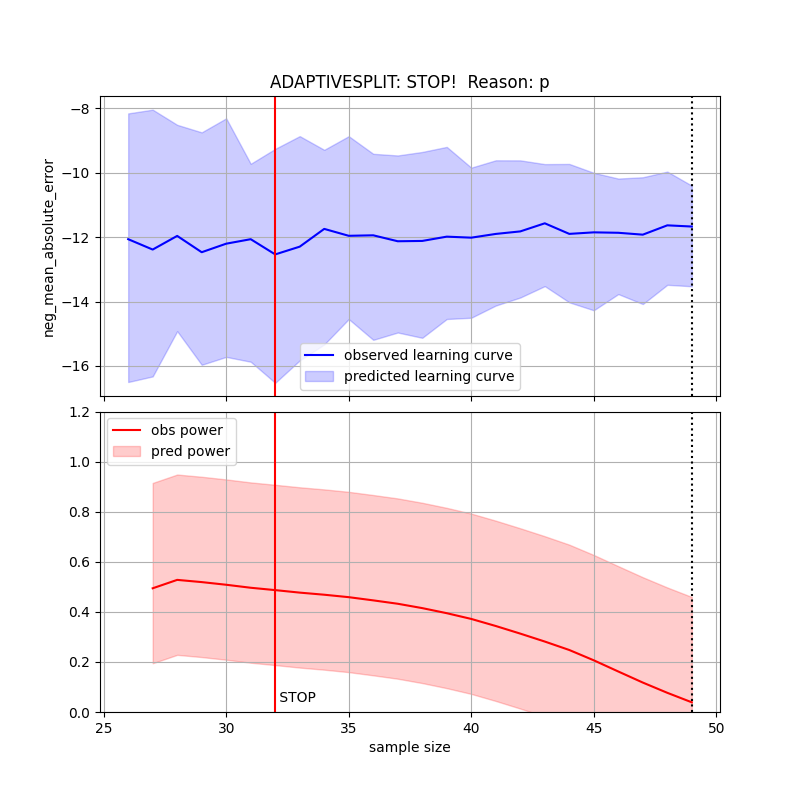 ADAPTIVESPLIT: STOP!  Reason: p
−8
−10
−12
−14
−16
neg_mean_absolute_error
observed learning curve
predicted learning curve
1.2
1.0
0.8
0.6
0.4
0.2
0.0
obs power
pred power
STOP
25
30
35
40
45
50
sample size